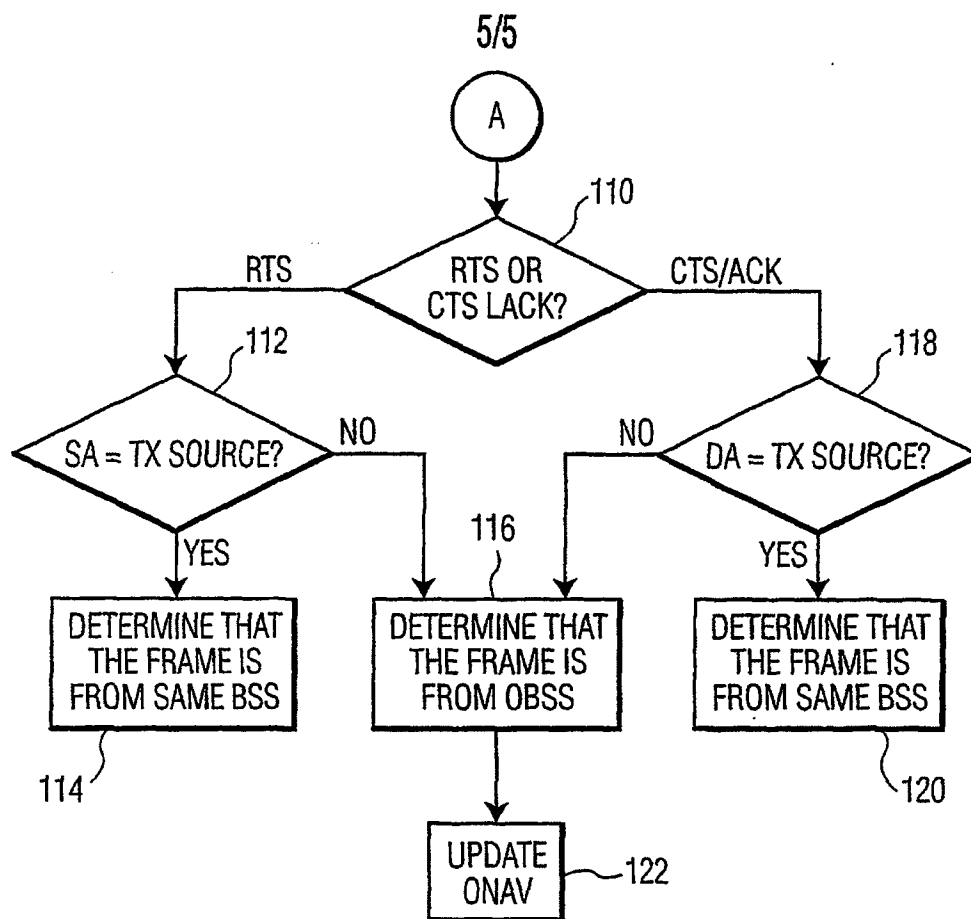 5/5
A
110
RTS
RTS OR
CTS LACK?
CTS/ACK
112
118
SA = TX SOURCE?
NO
NO
DA = TX SOURCE?
YES
116
YES
DETERMINE THAT
THE FRAME IS
FROM SAME BSS
DETERMINE THAT
THE FRAME IS
FROM OBSS
DETERMINE THAT
THE FRAME IS
FROM SAME BSS
114
120
UPDATE
ONAV
122